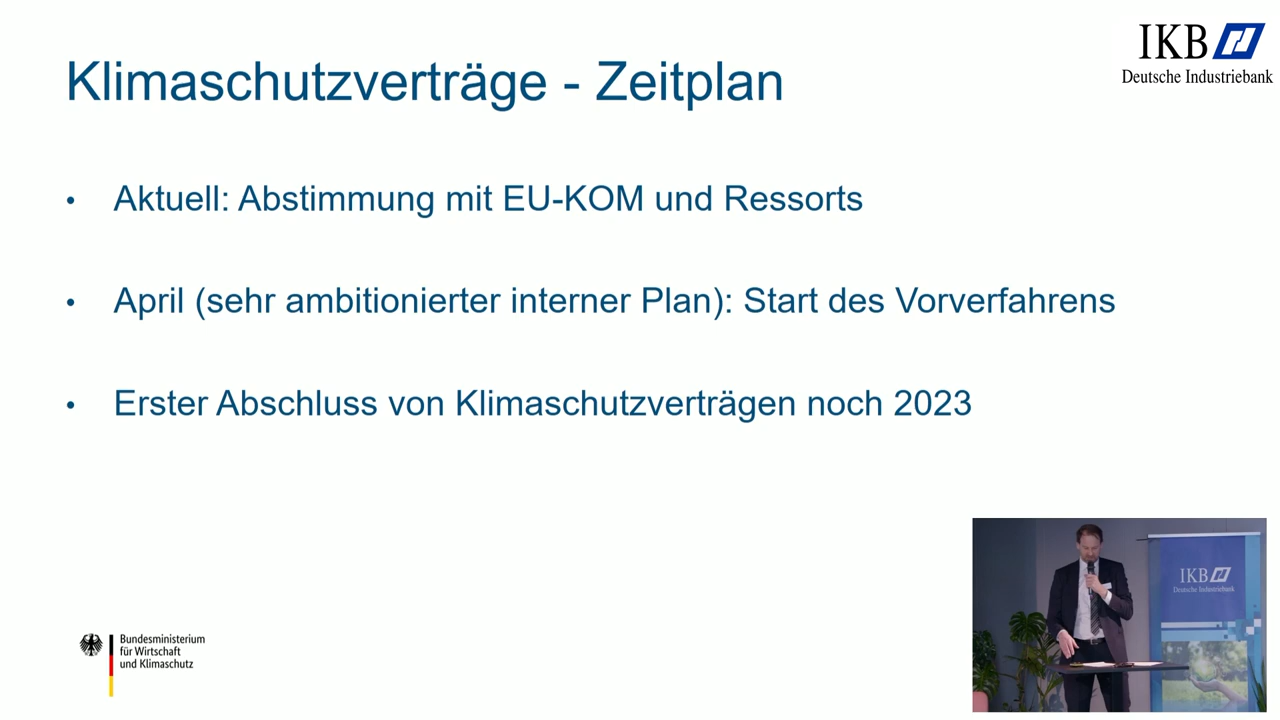 IKB
Deutsche Industriebank
Klimaschutzverträge - Zeitplan
• Aktuell: Abstimmung mit EU-KOM und Ressorts
• April (sehr ambitionierter interner Plan): Start des Vorverfahrens
• Erster Abschluss von Klimaschutzverträgen noch 2023
IKB
Deutsche Industriebank
Bundesministerium
für Wirtschaft
und Klimaschutz